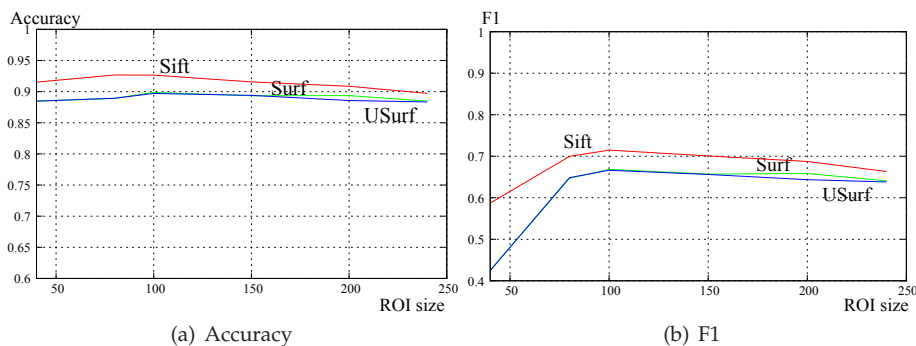 Accuracy
1
0.95
0.9
0.85
0.8
0.75
0.7
0.65
0.6
50 100 150 200 250
ROI size
Sift
Surf
USurf
(a) Accuracy
F1
1
0.9
0.8
0.7
0.6
0.5
0.4
50 100 150 200 250
ROI size
Sift
Surf
USurf
(b) F1